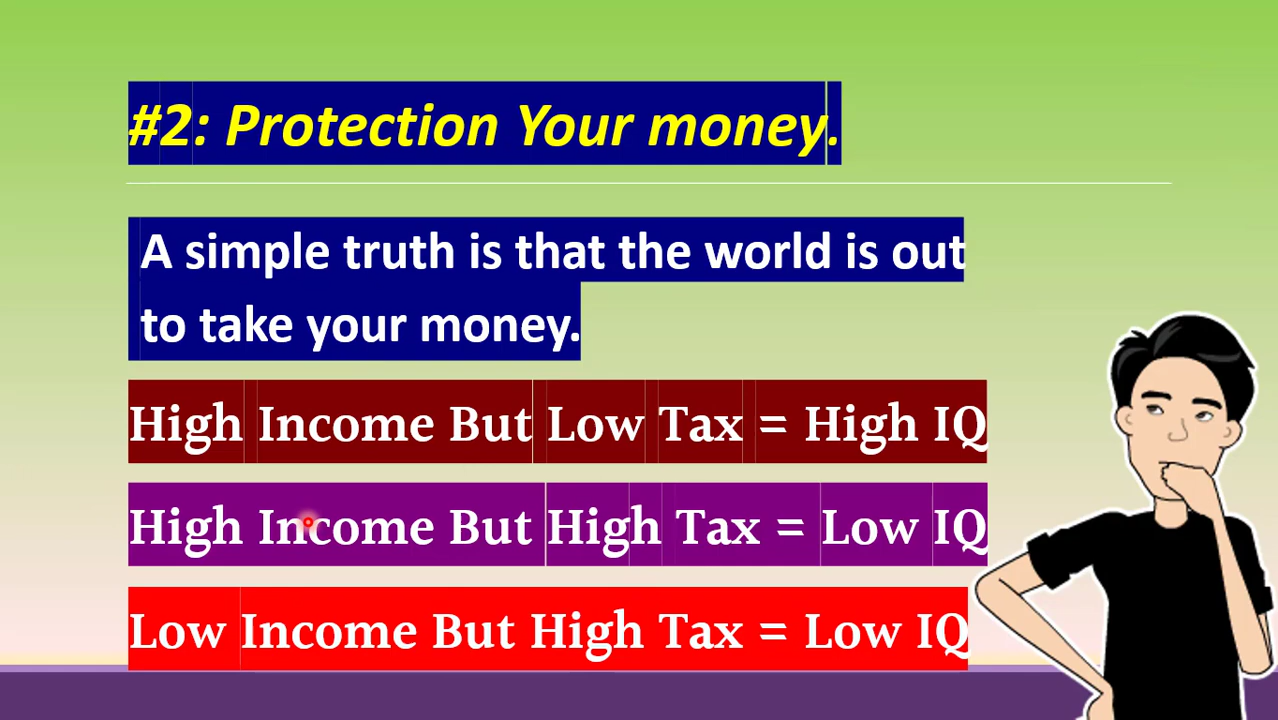 #2: Protection Your money.
A simple truth is that the world is out
to take your money.
High Income But Low Tax = High IQ
High Income But High Tax = Low IQ
Low Income But High Tax = Low IQ